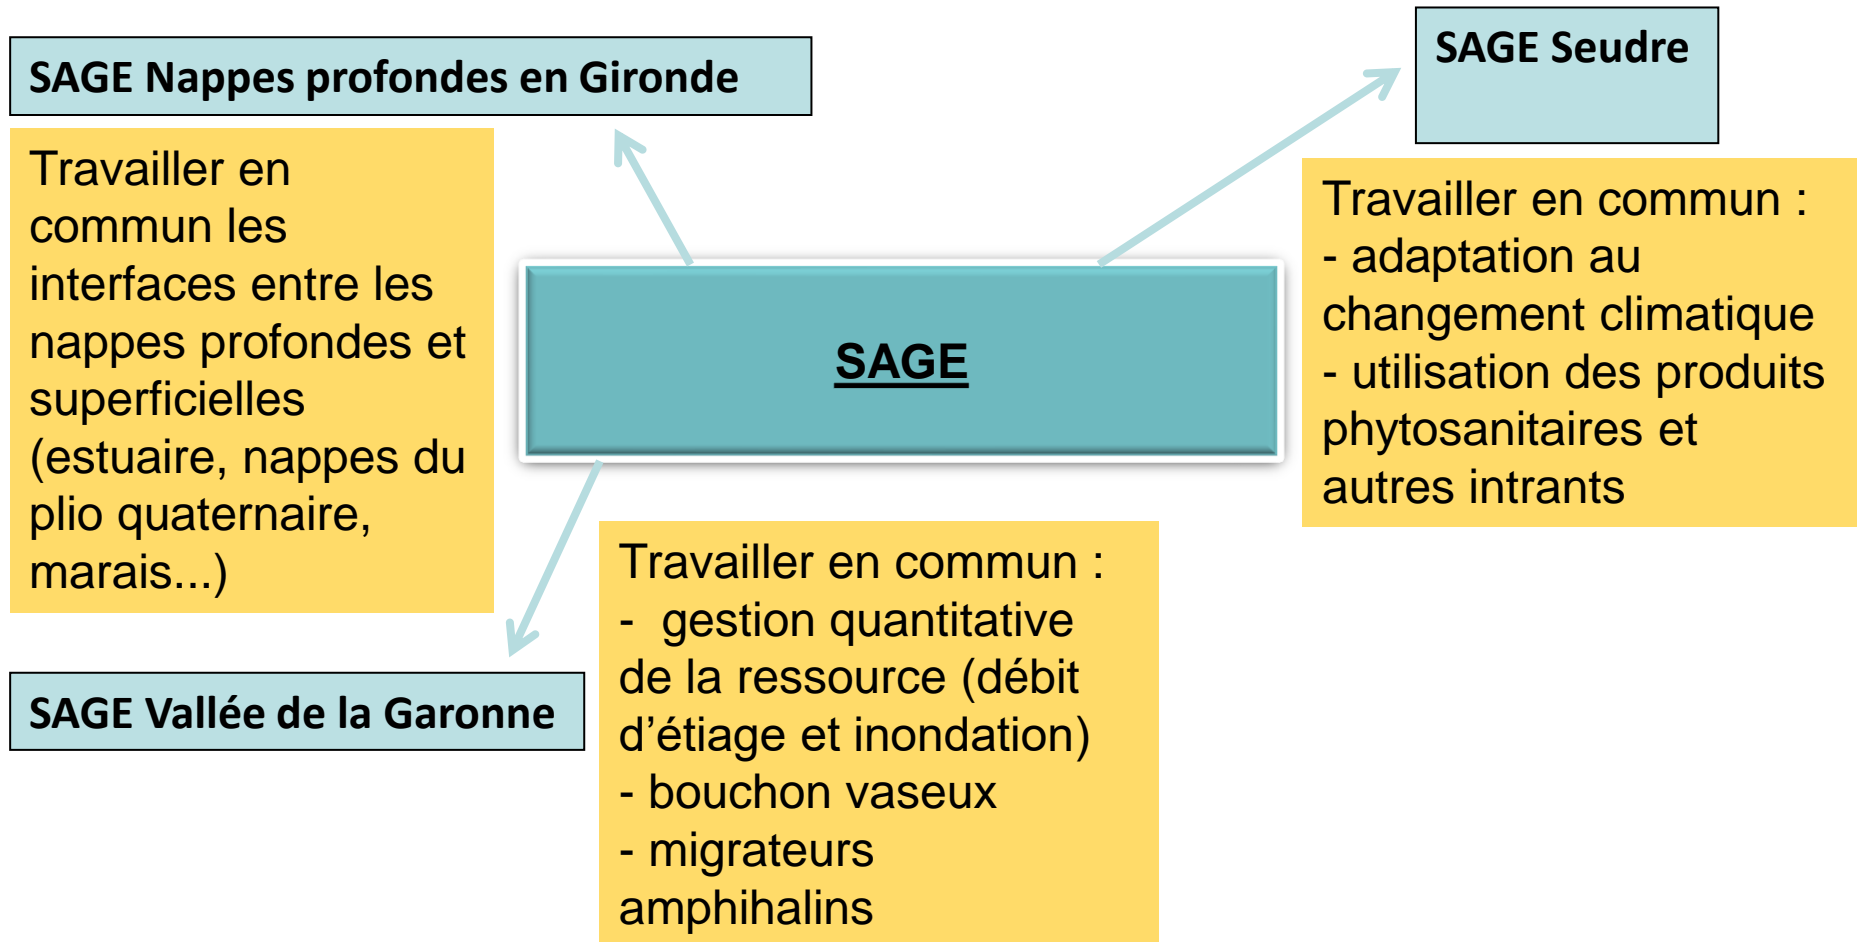 SAGE Nappes profondes en Gironde
Travailler en
commun les
interfaces entre les
nappes profondes et
superficielles
(estuaire, nappes du
plio quaternaire,
marais...)
SAGE Seudre
Travailler en commun :
- adaptation au
changement climatique
- utilisation des produits
phytosanitaires et
autres intrants
SAGE
SAGE Vallée de la Garonne
Travailler en commun :
- gestion quantitative
de la ressource (débit
d’étiage et inondation)
- bouchon vaseux
- migrateurs
amphihalins